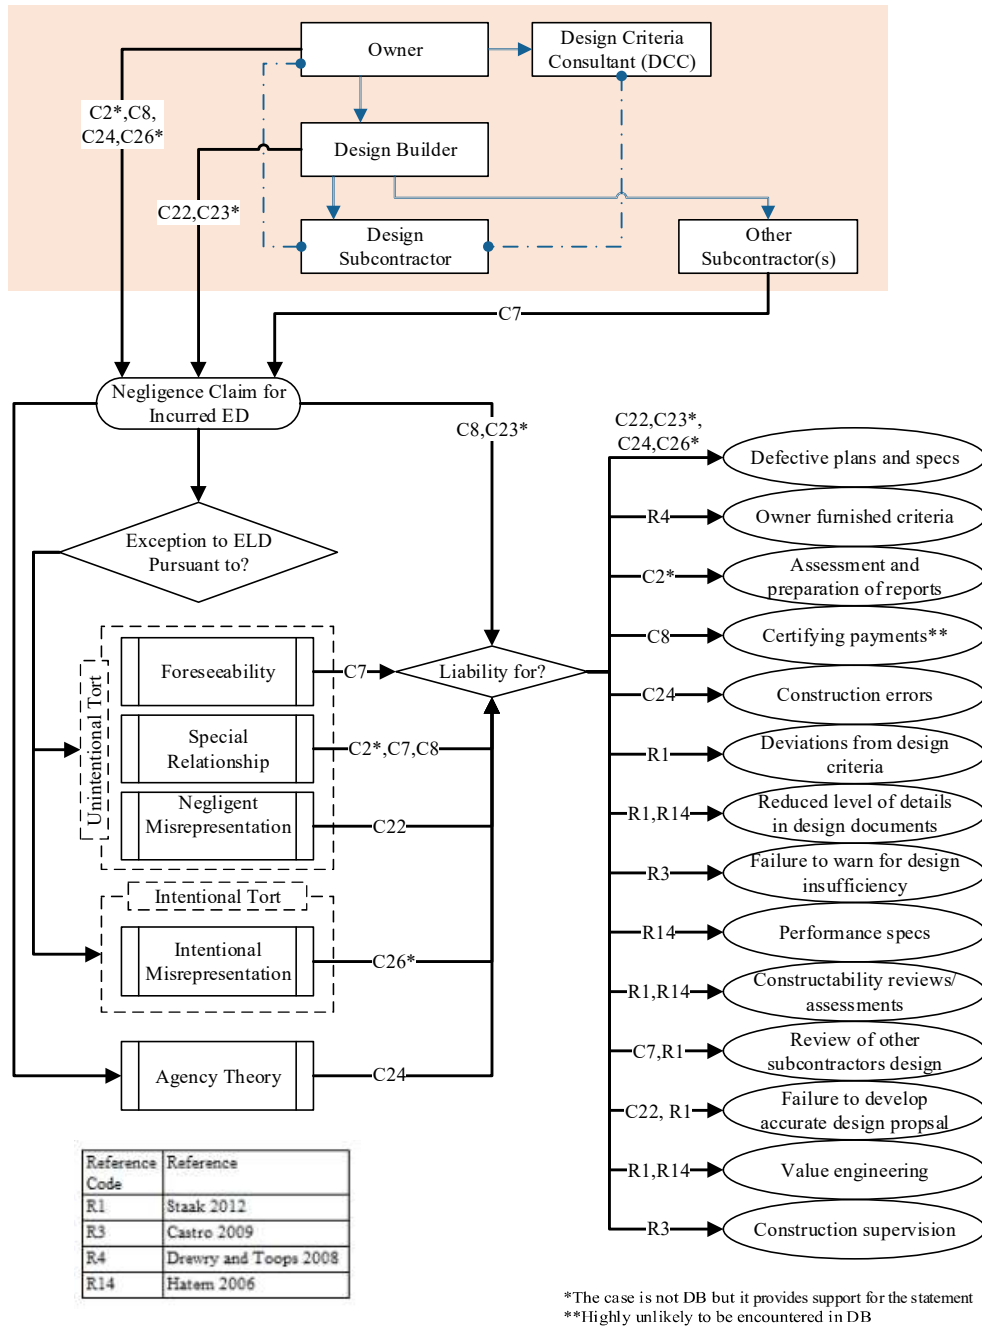 Owner
Design Criteria
Consultant (DCC)
C2*,C8,
C24,C26*
Design Builder
C22,C23*
Design
Subcontractor
Other
Subcontractor(s)
C7
Negligence Claim for
Incurred ED
C8,C23*
Exception to ELD
Pursuant to?
Unintentional Tort
Foreseeability
C7
Liability for?
Special
Relationship
C2*,C7,C8
Negligent
Misrepresentation
C22
Intentional Tort
Intentional
Misrepresentation
C26*
Agency Theory
C24
C22,C23*,
C24,C26*
Defective plans and specs
R4
Owner furnished criteria
C2*
Assessment and
preparation of reports
C8
Certifying payments**
C24
Construction errors
R1
Deviations from design
criteria
R1,R14
Reduced level of details
in design documents
R3
Failure to warn for design
insufficiency
R14
Performance specs
R1,R14
Constructability reviews/
assessments
C7,R1
Review of other
subcontractors design
C22, R1
Failure to develop
accurate design propsal
R1,R14
Value engineering
R3
Construction supervision
Reference Code Reference
R1 Staak 2012
R3 Castro 2009
R4 Drewry and Toops 2008
R14 Hatem 2006
*The case is not DB but it provides support for the statement
**Highly unlikely to be encountered in DB